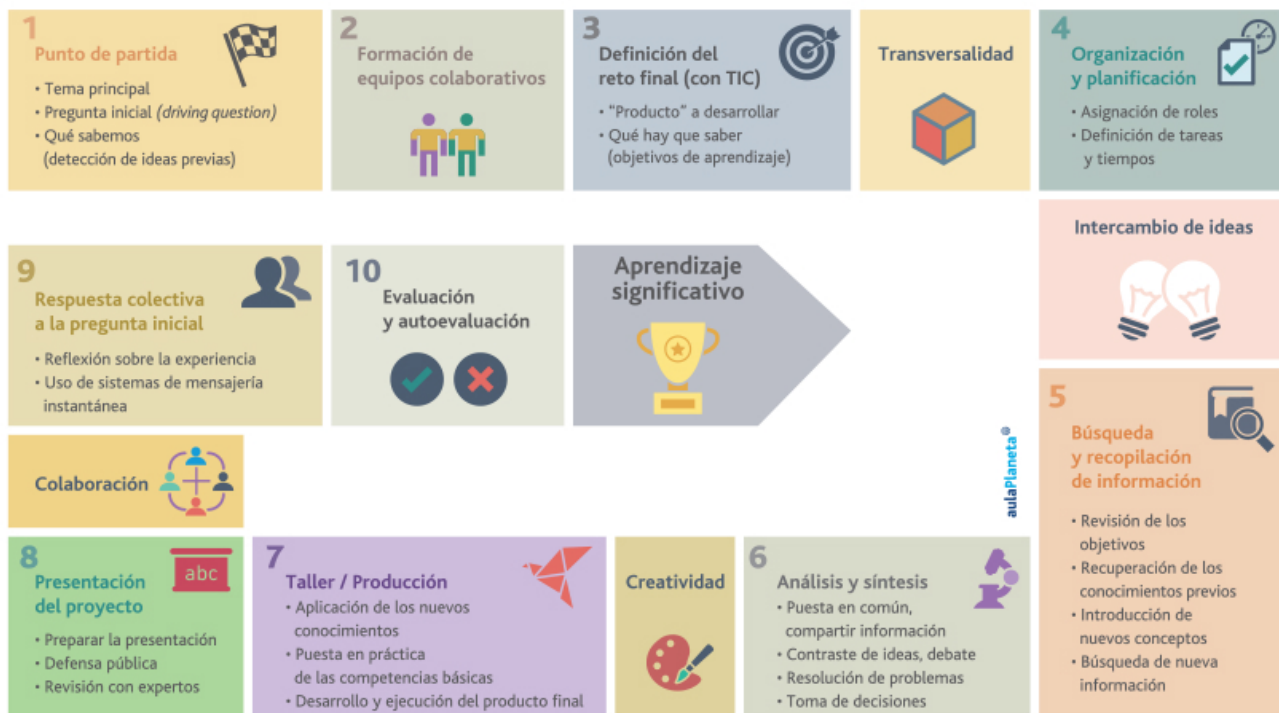 1
Punto de partida
• Tema principal
• Pregunta inicial (driving question)
• Qué sabemos
(detección de ideas previas)
2
Formación de
equipos colaborativos
3
Definición del
reto final (con TIC)
• “Producto” a desarrollar
• Qué hay que saber
(objetivos de aprendizaje)
Transversalidad
4
Organización
y planificación
• Asignación de roles
• Definición de tareas
y tiempos
Intercambio de ideas
5
Búsqueda
y recopilación
de información
• Revisión de los
objetivos
• Recuperación de los
conocimientos previos
• Introducción de
nuevos conceptos
• Búsqueda de nueva
información
6
Análisis y síntesis
• Puesta en común,
compartir información
• Contraste de ideas, debate
• Resolución de problemas
• Toma de decisiones
Creatividad
7
Taller / Producción
• Aplicación de los nuevos
conocimientos
• Puesta en práctica
de las competencias básicas
• Desarrollo y ejecución del producto final
8
abc
Presentación
del proyecto
• Preparar la presentación
• Defensa pública
• Revisión con expertos
Colaboración
9
Respuesta colectiva
a la pregunta inicial
• Reflexión sobre la experiencia
• Uso de sistemas de mensajería
instantánea
10
Evaluación
y autoevaluación
Aprendizaje
significativo
aulaPlaneta